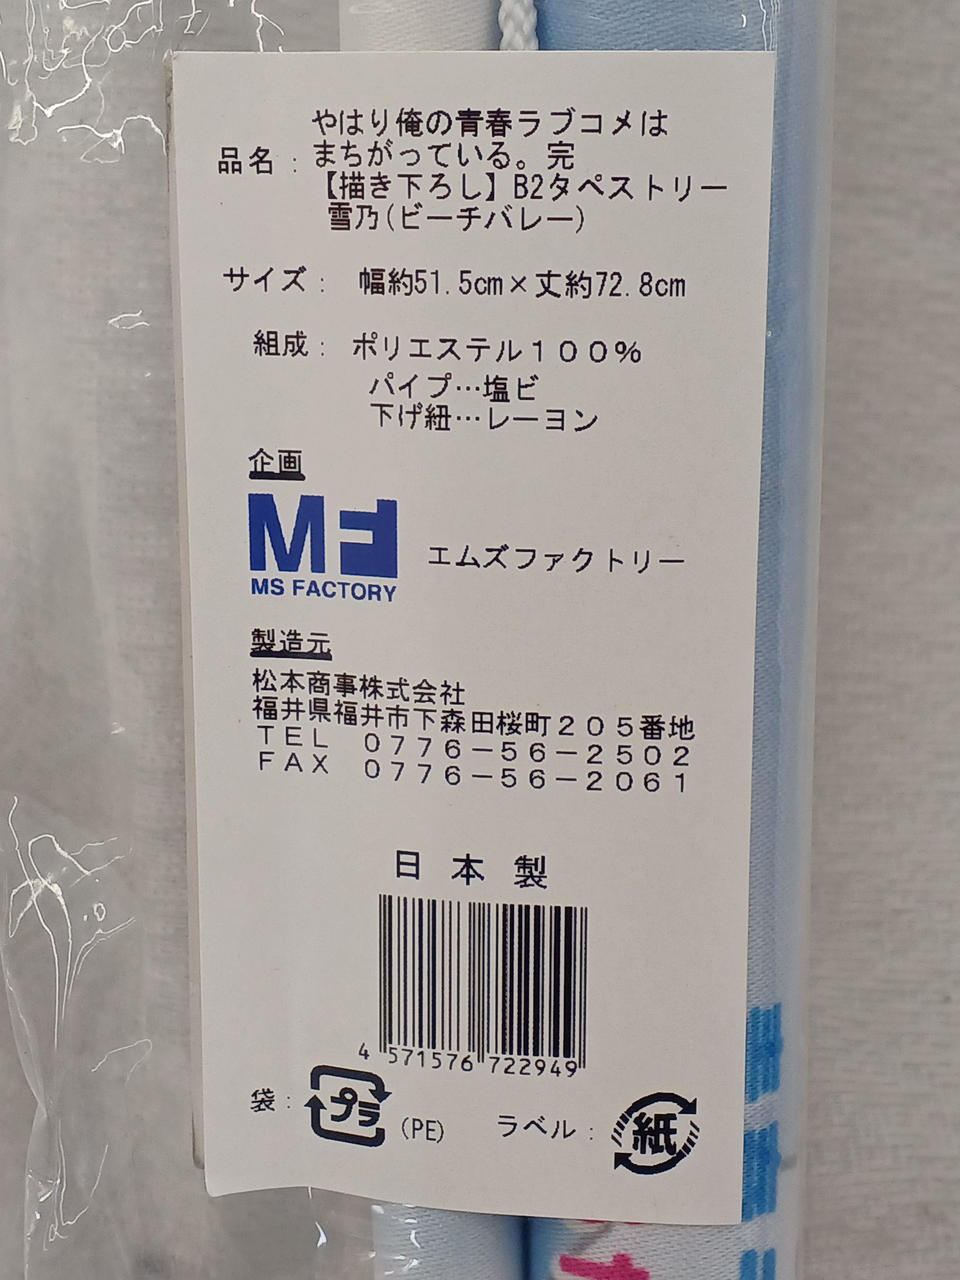 品名： やはり俺の青春ラブコメは
まちがっている。完
【描き下ろし】B2タペストリー
雪乃(ビーチバレー)
サイズ： 幅約51.5cm×丈約72.8cm
組成： ポリエステル１００％
パイプ…塩ビ
下げ紐…レーヨン
企画
MF
MS FACTORY
エムズファクトリー
製造元
松本商事株式会社
福井県福井市下森田桜町２０５番地
ＴＥＬ　０７７６－５６－２５０２
ＦＡＸ　０７７６－５６－２０６１
日本製
4 571576 722949
袋： プラ (PE) ラベル： 紙